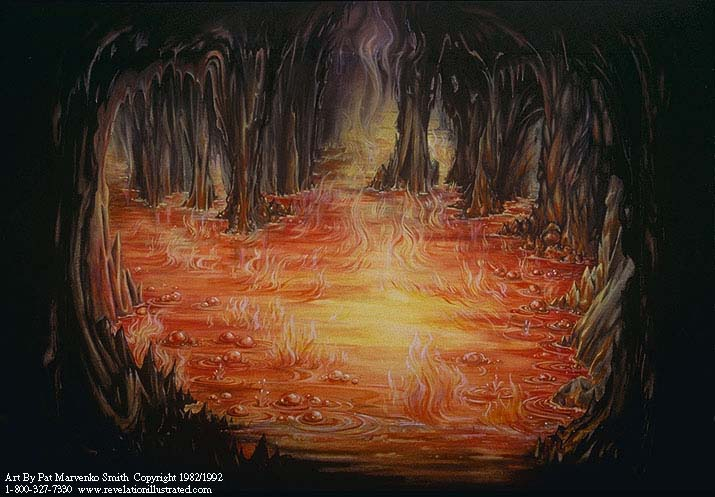 Art By Pat Marvenko Smith Copyright 1982/1992
1-800-327-7330 www.revelationillustrated.com